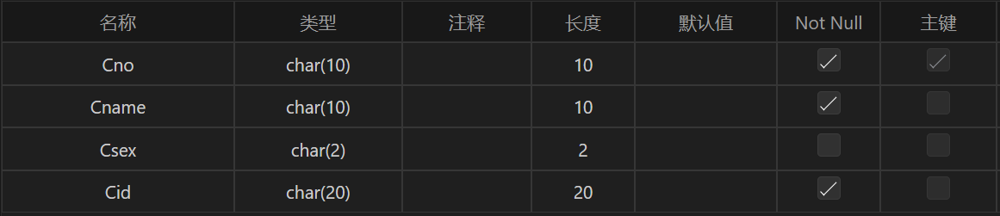 名称 类型 注释 长度 默认值 Not Null 主键
Cno char(10) 10
Cname char(10) 10
Csex char(2) 2
Cid char(20) 20